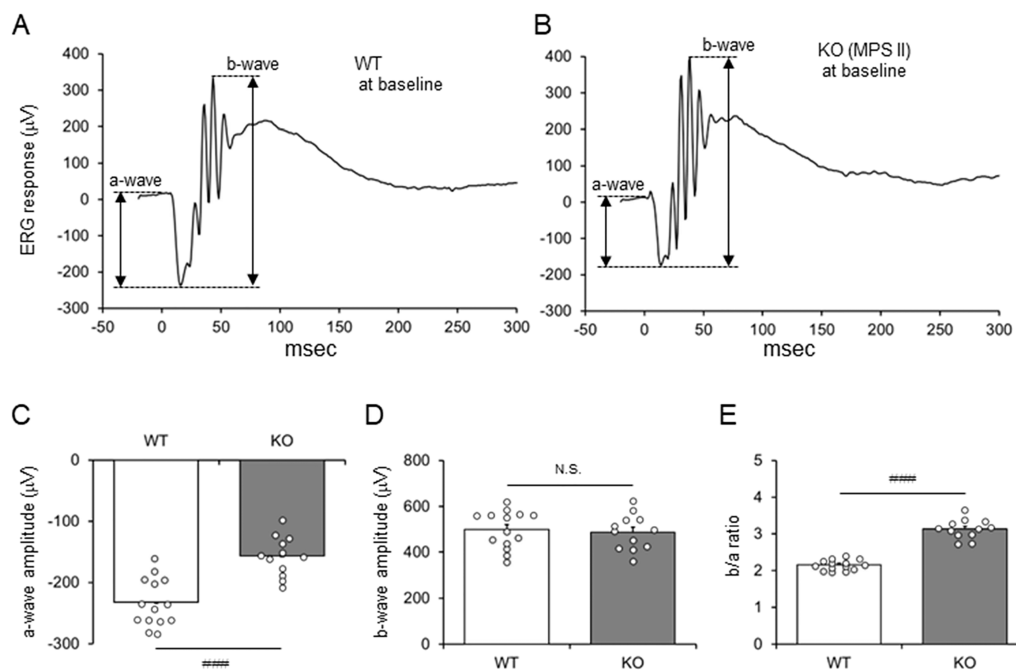 A
B
400
300
200
100
0
-100
-200
-300
-50
0
50
100
150
200
250
300
ERG response (µV)
msec
a-wave
b-wave
WT
at baseline
400
300
200
100
0
-100
-200
-300
-50
0
50
100
150
200
250
300
msec
a-wave
b-wave
KO (MPS II)
at baseline
C
D
E
WT
KO
0
-100
-200
-300
a-wave amplitude (µV)
###
800
600
400
200
0
b-wave amplitude (µV)
N.S.
WT
KO
5
4
3
2
1
0
b/a ratio
###
WT
KO